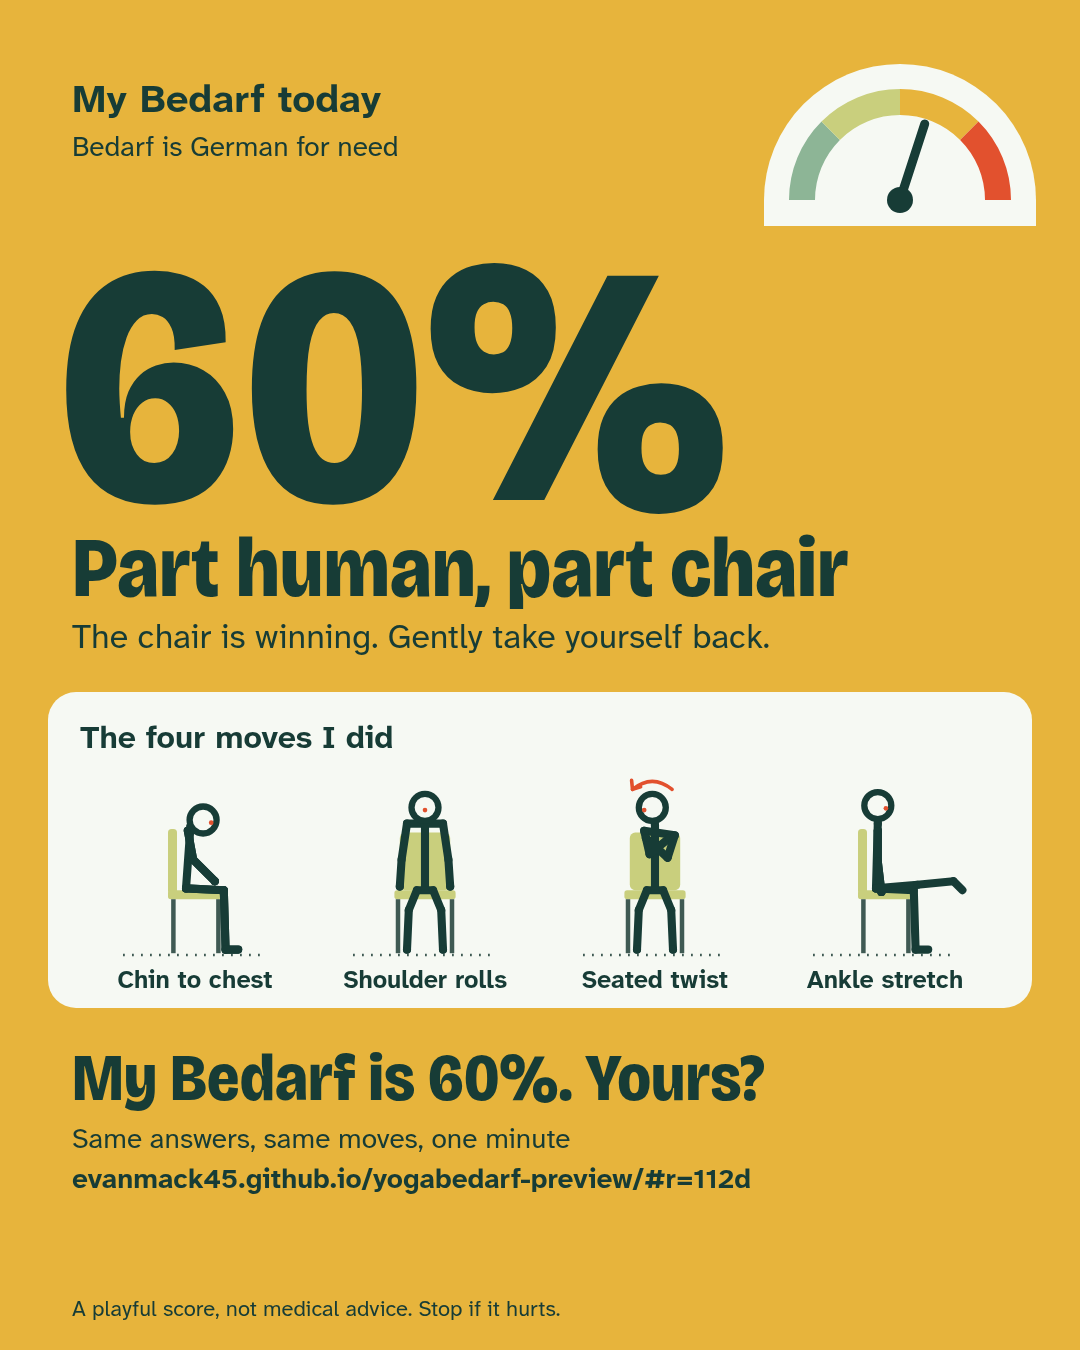 My Bedarf today
Bedarf is German for need
60%
Part human, part chair
The chair is winning. Gently take yourself back.
The four moves I did
Chin to chest
Shoulder rolls
Seated twist
Ankle stretch
My Bedarf is 60%. Yours?
Same answers, same moves, one minute
evanmack45.github.io/yogabedarf-preview/#r=112d
A playful score, not medical advice. Stop if it hurts.